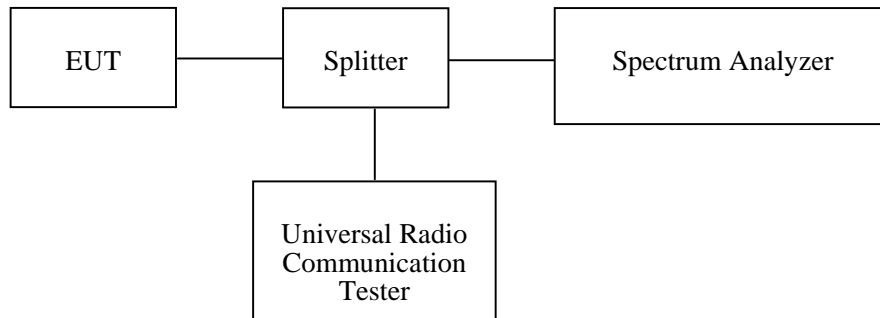 EUT
Splitter
Spectrum Analyzer
Universal Radio
Communication
Tester